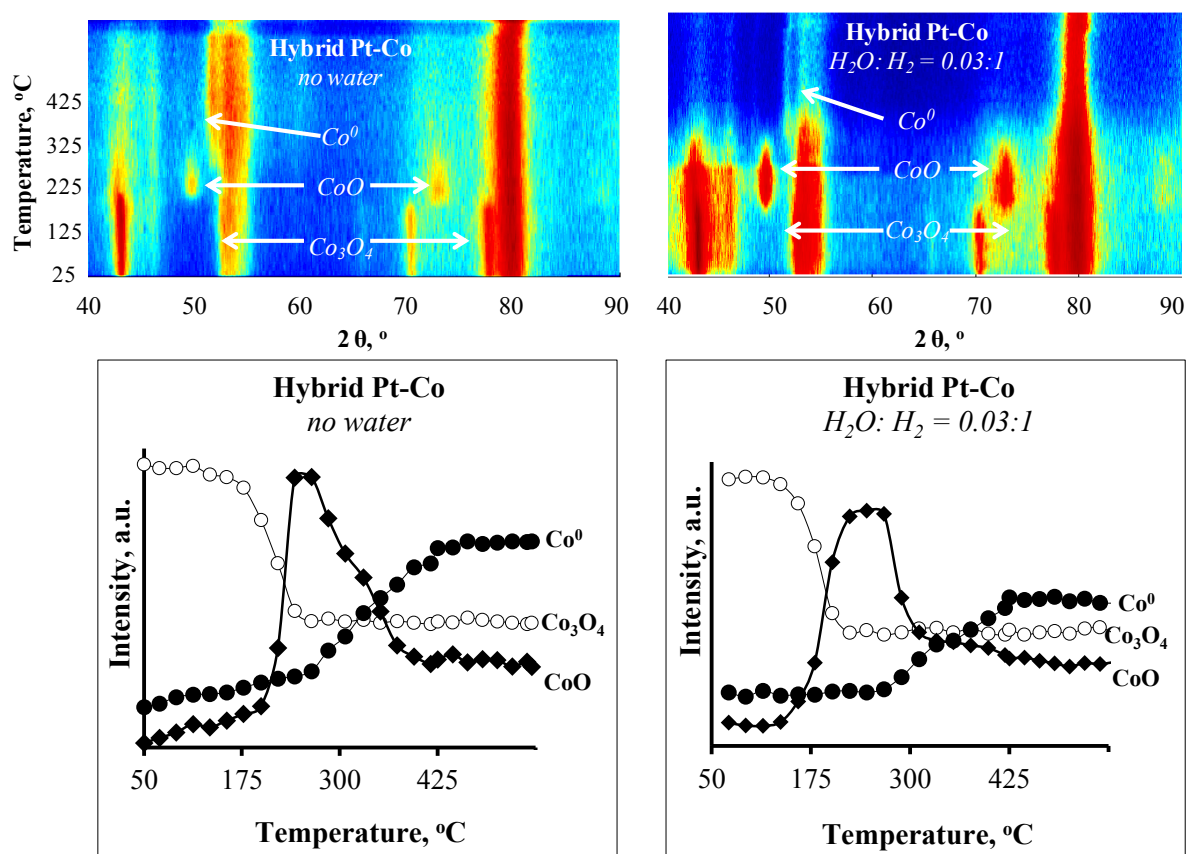 Hybrid Pt-Co
no water
Co⁰
CoO
Co₃O₄
Temperature, ᵒC
425
325
225
125
25
40 50 60 70 80 90
2 θ, ᵒ
Hybrid Pt-Co
H₂O: H₂ = 0.03:1
Co⁰
CoO
Co₃O₄
40 50 60 70 80 90
2 θ, ᵒ
Hybrid Pt-Co
no water
Intensity, a.u.
Co⁰
Co₃O₄
CoO
50 175 300 425
Temperature, ᵒC
Hybrid Pt-Co
H₂O: H₂ = 0.03:1
Intensity, a.u.
Co⁰
Co₃O₄
CoO
50 175 300 425
Temperature, ᵒC